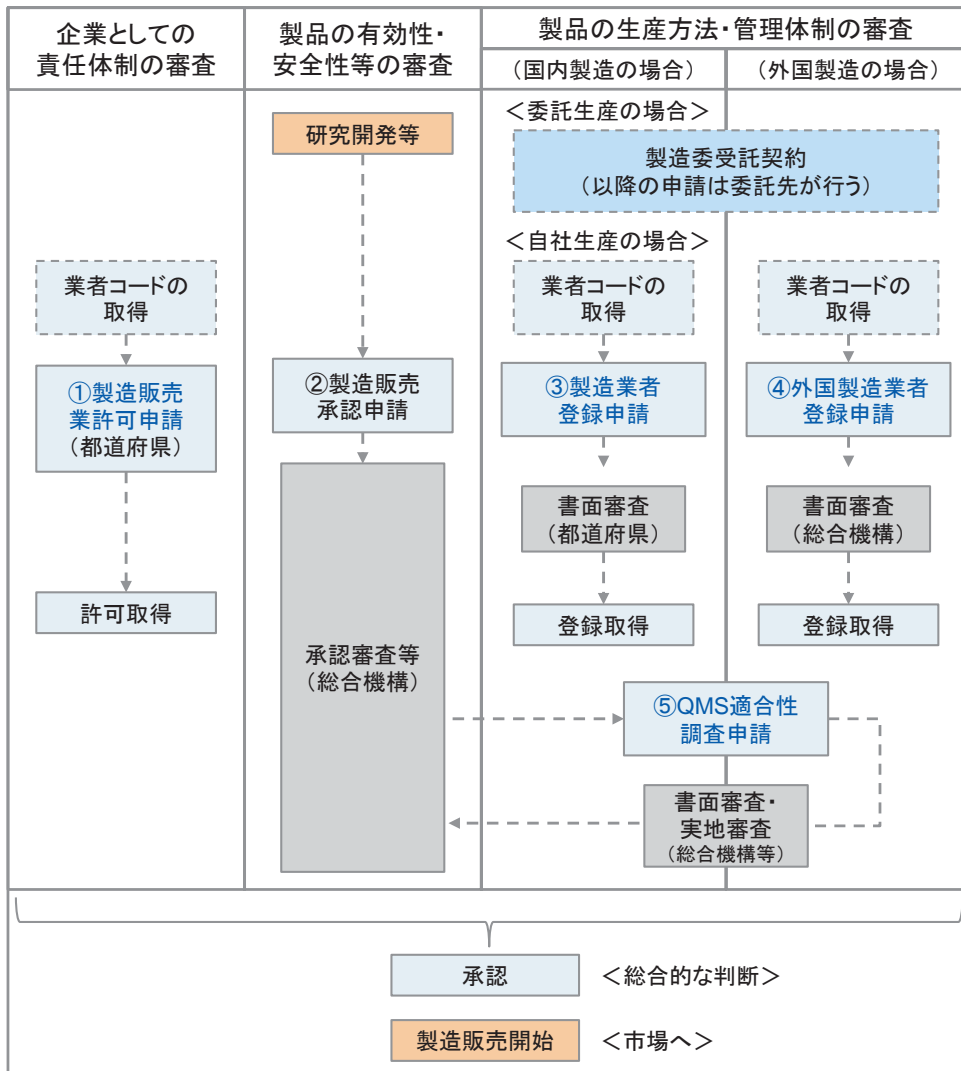 企業としての
責任体制の審査
製品の有効性・
安全性等の審査
製品の生産方法・管理体制の審査
（国内製造の場合）
（外国製造の場合）
研究開発等
＜委託生産の場合＞
製造委受託契約
（以降の申請は委託先が行う）
＜自社生産の場合＞
業者コードの
取得
業者コードの
取得
業者コードの
取得
①製造販売
業許可申請
（都道府県）
②製造販売
承認申請
③製造業者
登録申請
④外国製造業者
登録申請
書面審査
（都道府県）
書面審査
（総合機構）
許可取得
登録取得
登録取得
承認審査等
（総合機構）
⑤QMS適合性
調査申請
書面審査・
実地審査
（総合機構等）
承認
＜総合的な判断＞
製造販売開始
＜市場へ＞